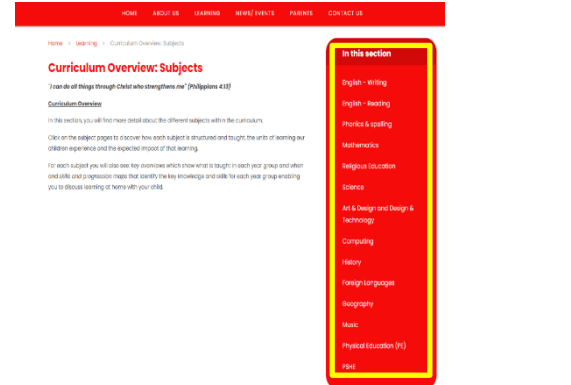 HOME ABOUT US LEARNING NEWS/ EVENTS PARENTS CONTACT US
Home > Learning > Curriculum Overview: Subjects
Curriculum Overview: Subjects
"I can do all things through Christ who strengthens me" (Philippians 4:13)
Curriculum Overview
In this section, you will find more detail about the different subjects within the curriculum.
Click on the subject pages to discover how each subject is structured and taught, the units of learning our
children experience and the expected impact of that learning.
For each subject you will also see: key overviews which show what is taught in each year group and when
and skills and progression maps that identify the key knowledge and skills for each year group enabling
you to discuss learning at home with your child.
In this section
English - Writing
English - Reading
Phonics & spelling
Mathematics
Religious Education
Science
Art & Design and Design &
Technology
Computing
History
Foreign Languages
Geography
Music
Physical Education (PE)
PSHE